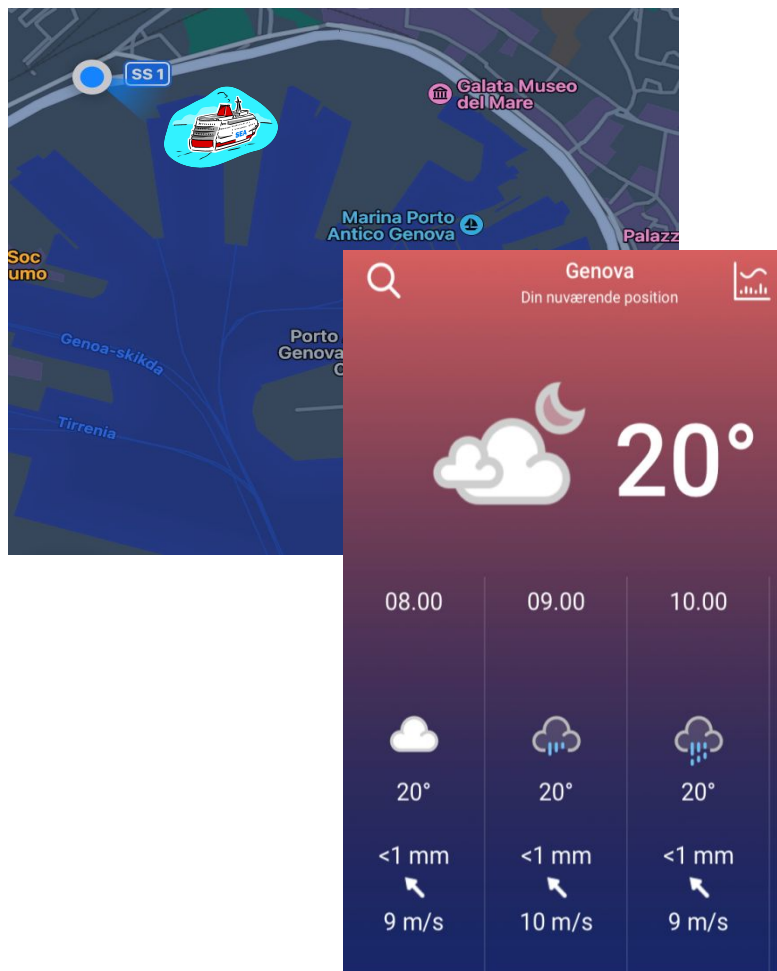 SS 1
Galata Museo
del Mare
SEA
Marina Porto
Antico Genova
Palazz
Soc
umo
Genoa-skikda
Porto
Genova
C
Tirrenia
Genova
Din nuværende position
20°
08.00 09.00 10.00
20° 20° 20°
<1 mm <1 mm <1 mm
9 m/s 10 m/s 9 m/s